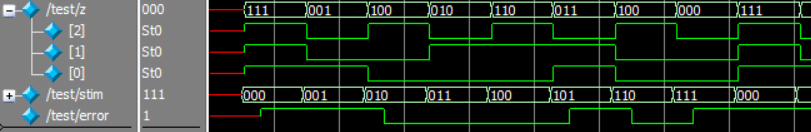 /test/z 000 111 001 100 010 110 011 100 000 111
[2] St0
[1] St0
[0] St0
/test/stim 111 000 001 010 011 100 101 110 111 000
/test/error 1